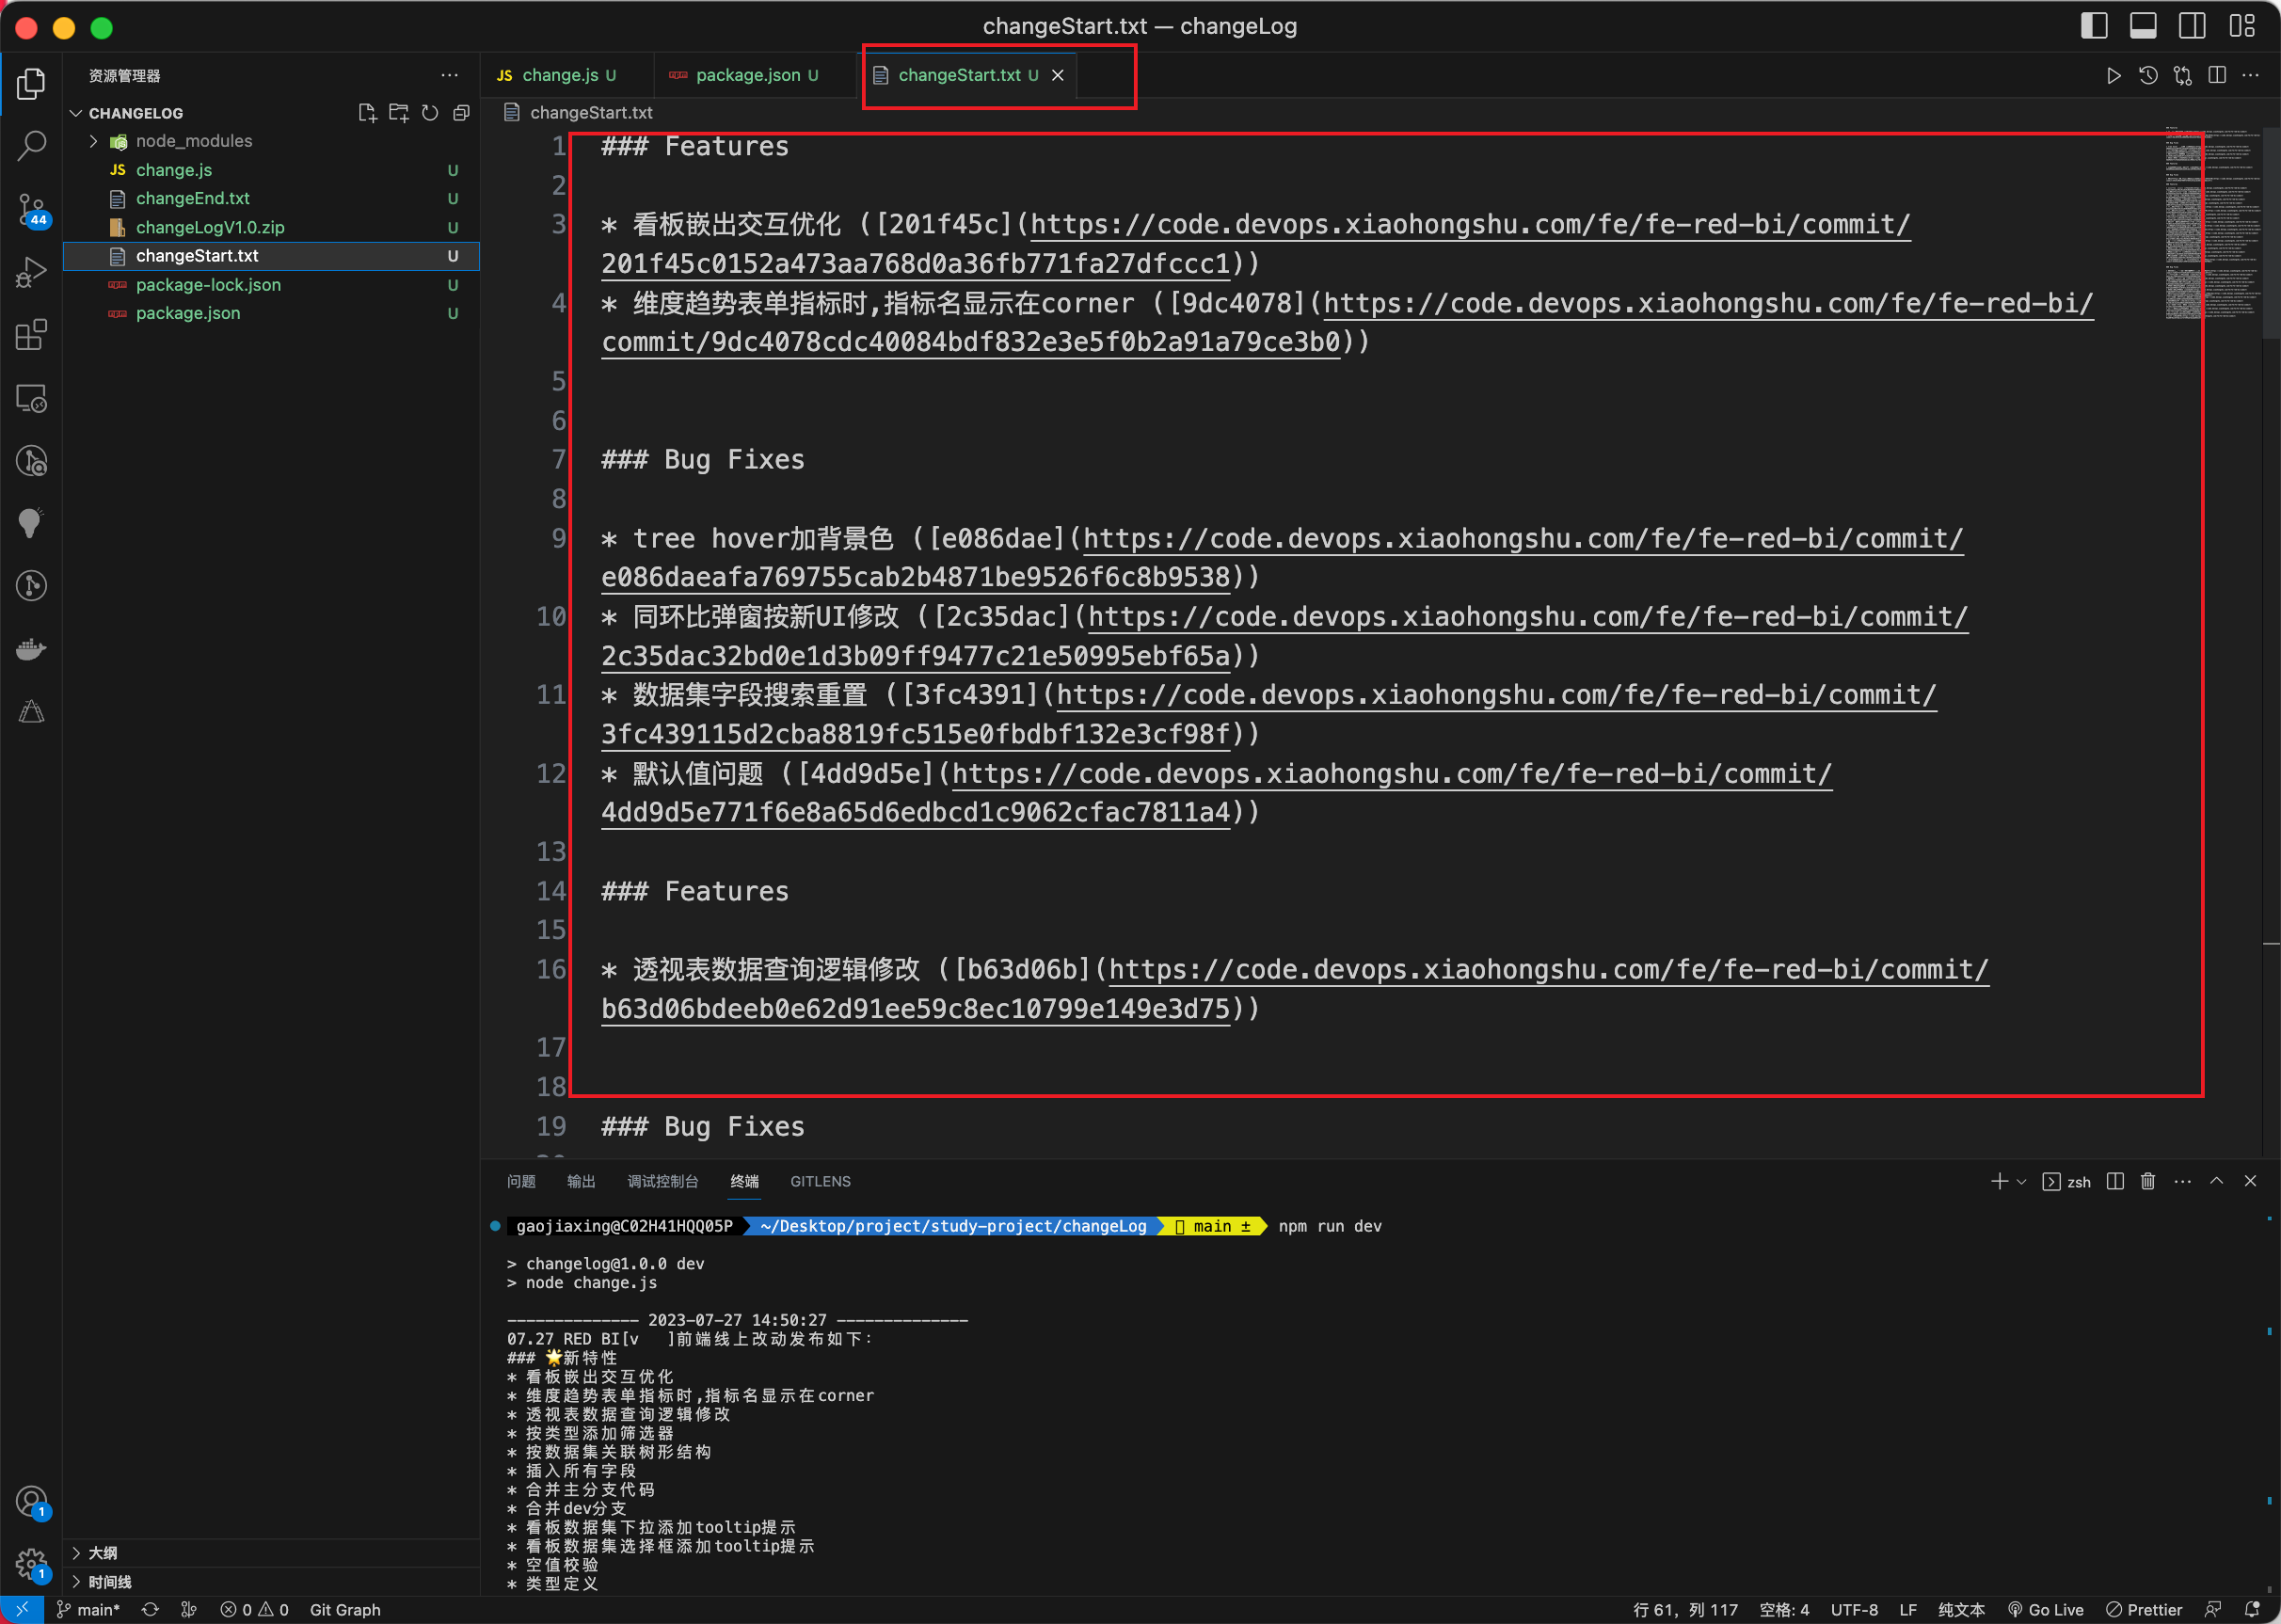 changeStart.txt — changeLog
资源管理器
CHANGELOG
node_modules
JS change.js U
changeEnd.txt U
changeLogV1.0.zip U
changeStart.txt U
package-lock.json U
package.json U
大纲
时间线
44
1
1
JS change.js U
package.json U
changeStart.txt U
changeStart.txt
1 ### Features
2
3 * 看板嵌出交互优化 ([201f45c](https://code.devops.xiaohongshu.com/fe/fe-red-bi/commit/
201f45c0152a473aa768d0a36fb771fa27dfccc1))
4 * 维度趋势表单指标时,指标名显示在corner ([9dc4078](https://code.devops.xiaohongshu.com/fe/fe-red-bi/
commit/9dc4078cdc40084bdf832e3e5f0b2a91a79ce3b0))
5
6
7 ### Bug Fixes
8
9 * tree hover加背景色 ([e086dae](https://code.devops.xiaohongshu.com/fe/fe-red-bi/commit/
e086daeafa769755cab2b4871be9526f6c8b9538))
10 * 同环比弹窗按新UI修改 ([2c35dac](https://code.devops.xiaohongshu.com/fe/fe-red-bi/commit/
2c35dac32bd0e1d3b09ff9477c21e50995ebf65a))
11 * 数据集字段搜索重置 ([3fc4391](https://code.devops.xiaohongshu.com/fe/fe-red-bi/commit/
3fc439115d2cba8819fc515e0fbdbf132e3cf98f))
12 * 默认值问题 ([4dd9d5e](https://code.devops.xiaohongshu.com/fe/fe-red-bi/commit/
4dd9d5e771f6e8a65d6edbcd1c9062cfac7811a4))
13
14 ### Features
15
16 * 透视表数据查询逻辑修改 ([b63d06b](https://code.devops.xiaohongshu.com/fe/fe-red-bi/commit/
b63d06bdeeb0e62d91ee59c8ec10799e149e3d75))
17
18
19 ### Bug Fixes
问题 输出 调试控制台 终端 GITLENS
zsh
gaojiaxing@C02H41HQQ05P ~/Desktop/project/study-project/changeLog main ± npm run dev
> changelog@1.0.0 dev
> node change.js
-------------- 2023-07-27 14:50:27 --------------
07.27 RED BI[v ]前端线上改动发布如下:
### 🌟新特性
* 看板嵌出交互优化
* 维度趋势表单指标时,指标名显示在corner
* 透视表数据查询逻辑修改
* 按类型添加筛选器
* 按数据集关联树形结构
* 插入所有字段
* 合并主分支代码
* 合并dev分支
* 看板数据集下拉添加tooltip提示
* 看板数据集选择框添加tooltip提示
* 空值校验
* 类型定义
main* 0 0 Git Graph 行 61, 列 117 空格: 4 UTF-8 LF 纯文本 Go Live Prettier